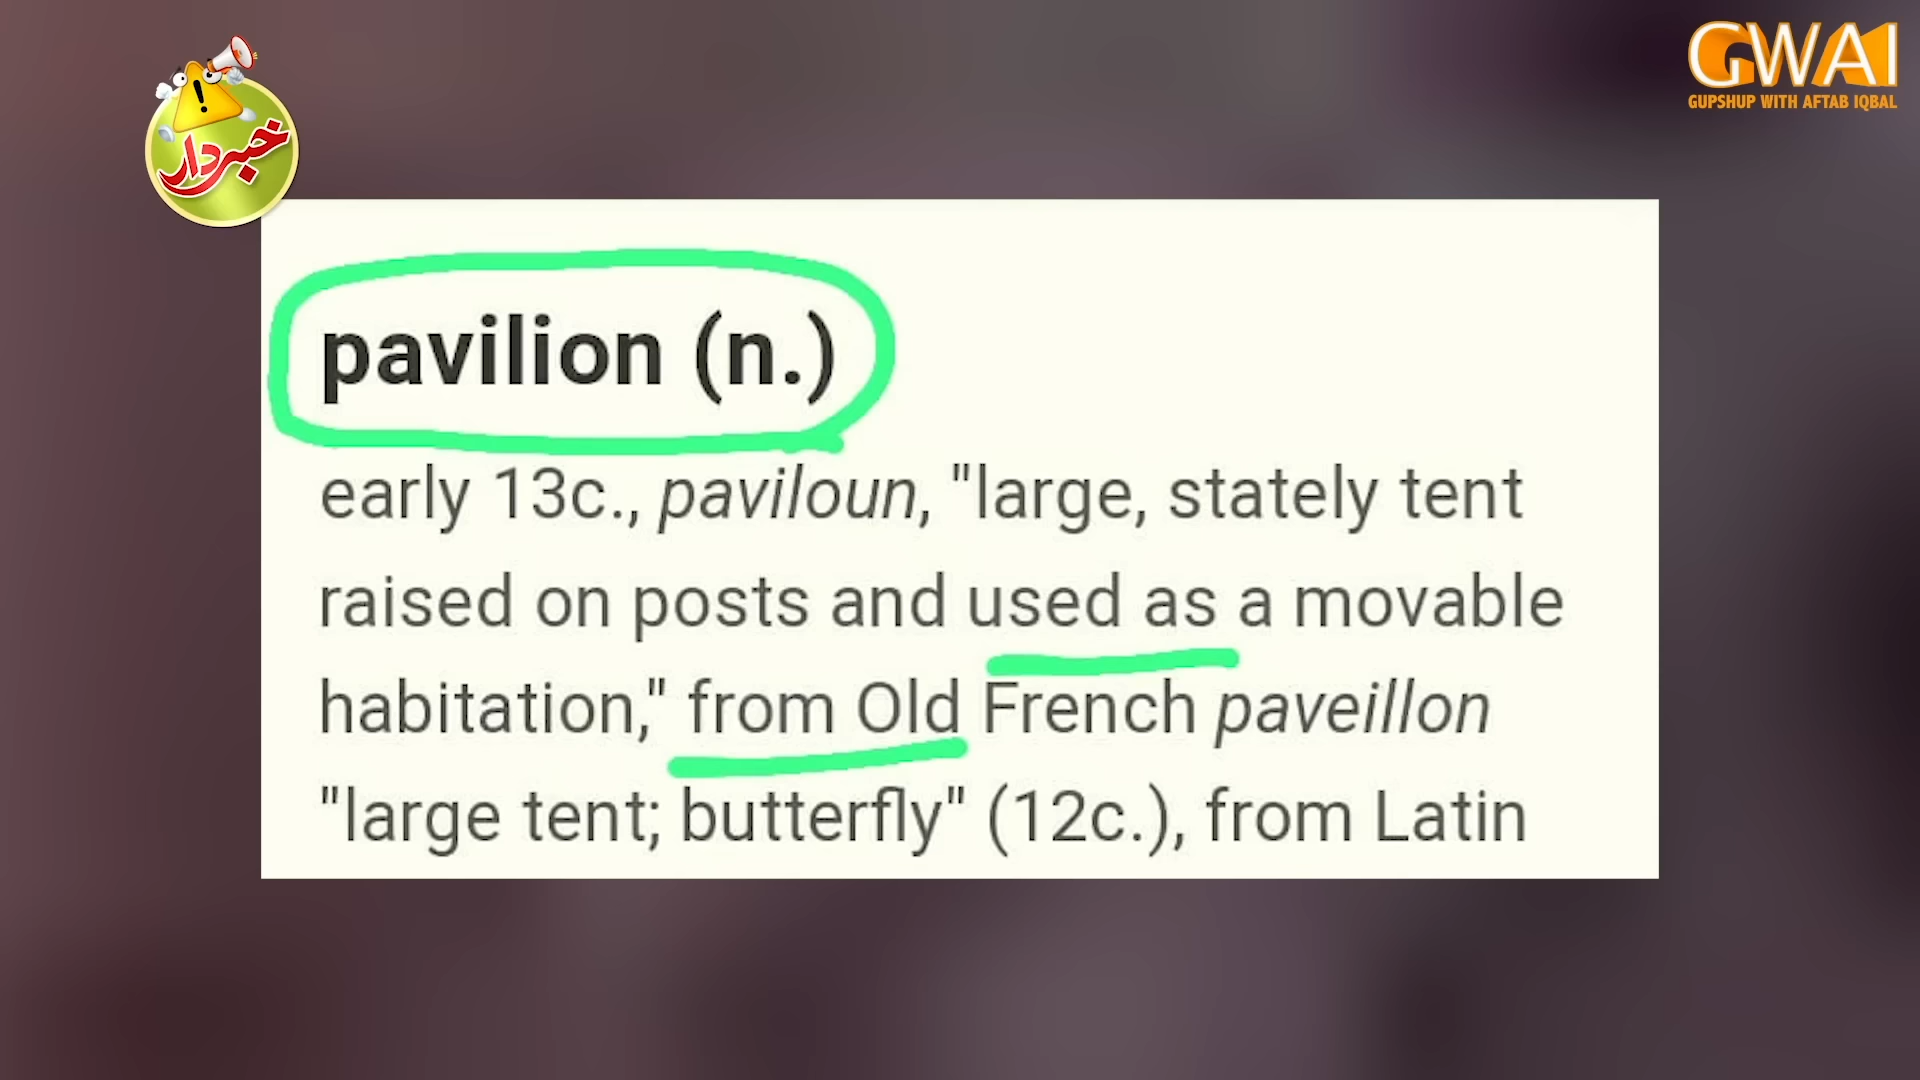 خبردار
GWAI
GUPSHUP WITH AFTAB IQBAL
pavilion (n.)
early 13c., paviloun, "large, stately tent
raised on posts and used as a movable
habitation," from Old French paveillon
"large tent; butterfly" (12c.), from Latin